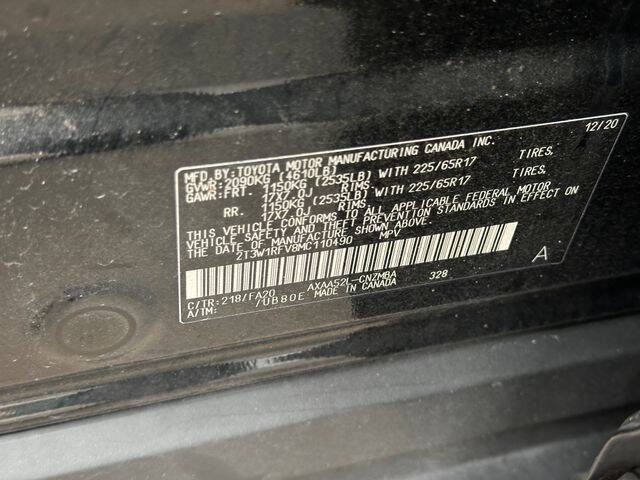 MFD.BY:TOYOTA MOTOR MANUFACTURING CANADA INC. 12/20
GVWR:2090KG (4610LB)
GAWR:FRT. 1150KG (2535LB) WITH 225/65R17 TIRES,
17X7.0J RIMS.
RR. 1150KG (2535LB) WITH 225/65R17 TIRES,
17X7.0J RIMS.
THIS VEHICLE CONFORMS TO ALL APPLICABLE FEDERAL MOTOR
VEHICLE SAFETY AND THEFT PREVENTION STANDARDS IN EFFECT ON
THE DATE OF MANUFACTURE SHOWN ABOVE.
2T3W1RFV8MC110490 MPV
A
C/TR:218/FA20 AXAA52L-CNZMBA 328
A/TM: /UB80E MADE IN CANADA